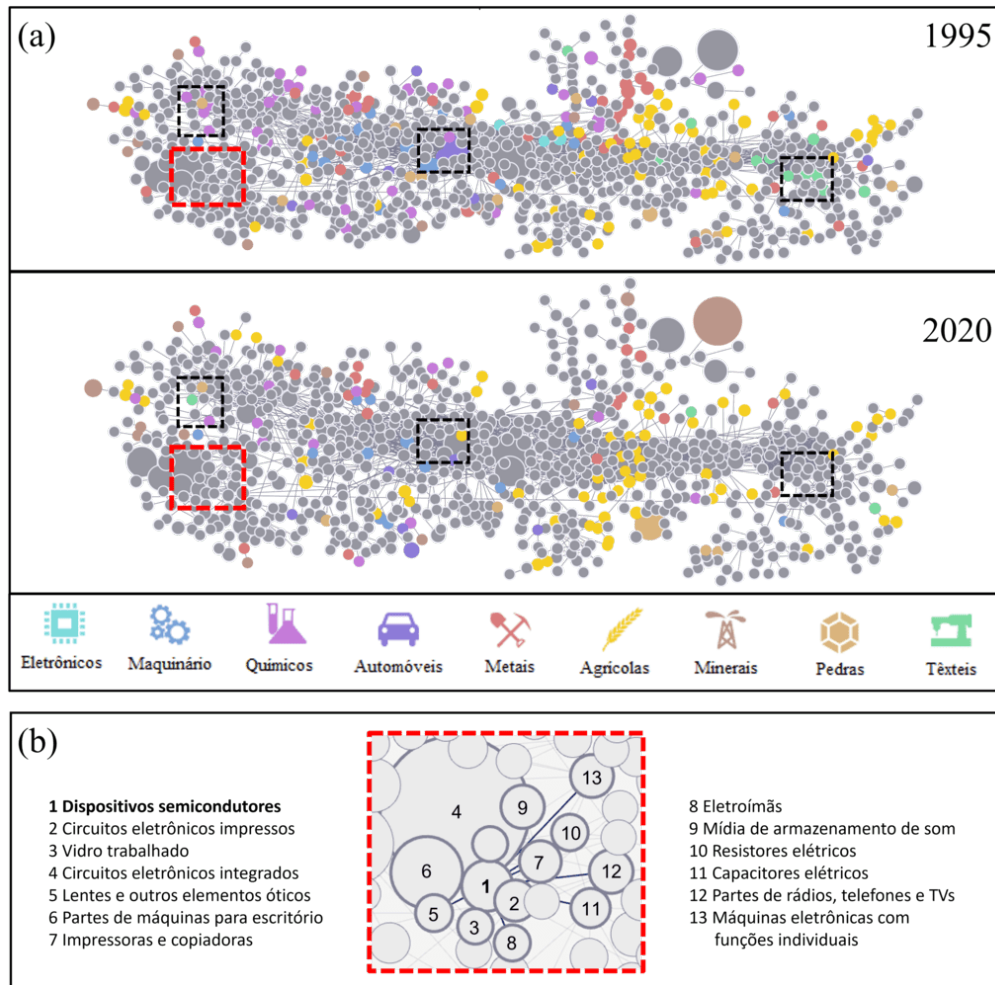 (a)
1995
2020
Eletrônicos
Maquinário
Químicos
Automóveis
Metais
Agrícolas
Minerais
Pedras
Têxteis
(b)
1 Dispositivos semicondutores
2 Circuitos eletrônicos impressos
3 Vidro trabalhado
4 Circuitos eletrônicos integrados
5 Lentes e outros elementos óticos
6 Partes de máquinas para escritório
7 Impressoras e copiadoras
13
4
9
10
6
7
12
1
2
11
5
3
8
8 Eletroímãs
9 Mídia de armazenamento de som
10 Resistores elétricos
11 Capacitores elétricos
12 Partes de rádios, telefones e TVs
13 Máquinas eletrônicas com
funções individuais